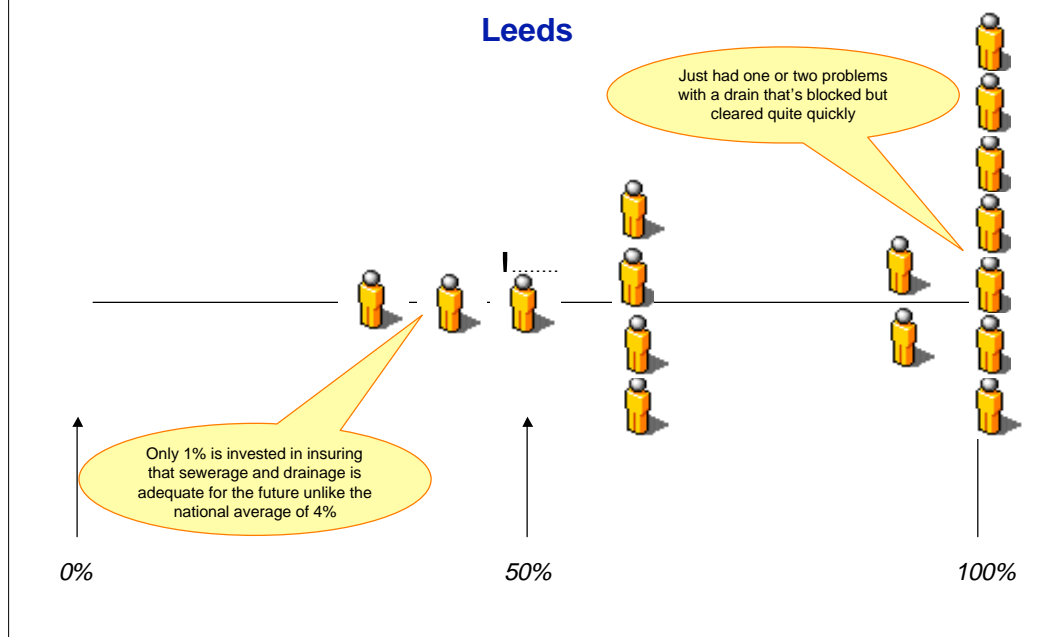 Leeds
Just had one or two problems
with a drain that's blocked but
cleared quite quickly
!........
Only 1% is invested in insuring
that sewerage and drainage is
adequate for the future unlike the
national average of 4%
0%
50%
100%